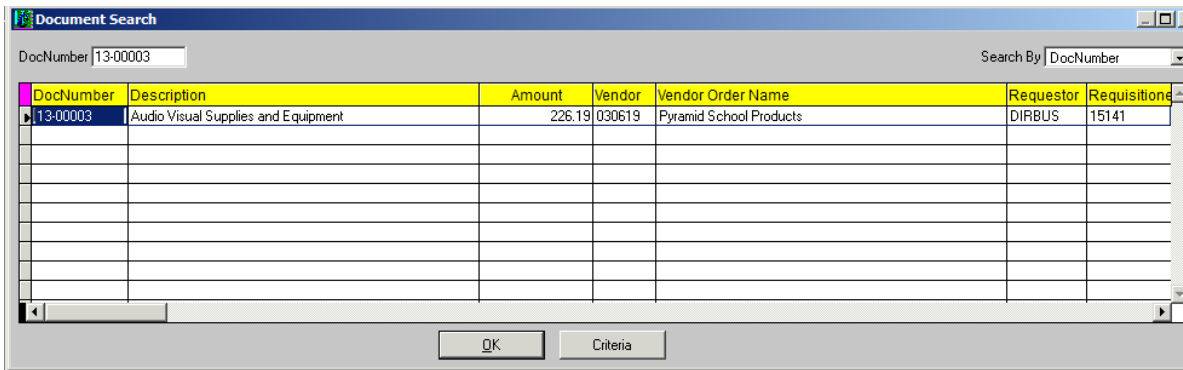 Document Search
DocNumber 13-00003 Search By DocNumber
DocNumber Description Amount Vendor Vendor Order Name Requestor Requisitione
13-00003 Audio Visual Supplies and Equipment 226.19 030619 Pyramid School Products DIRBUS 15141
OK Criteria